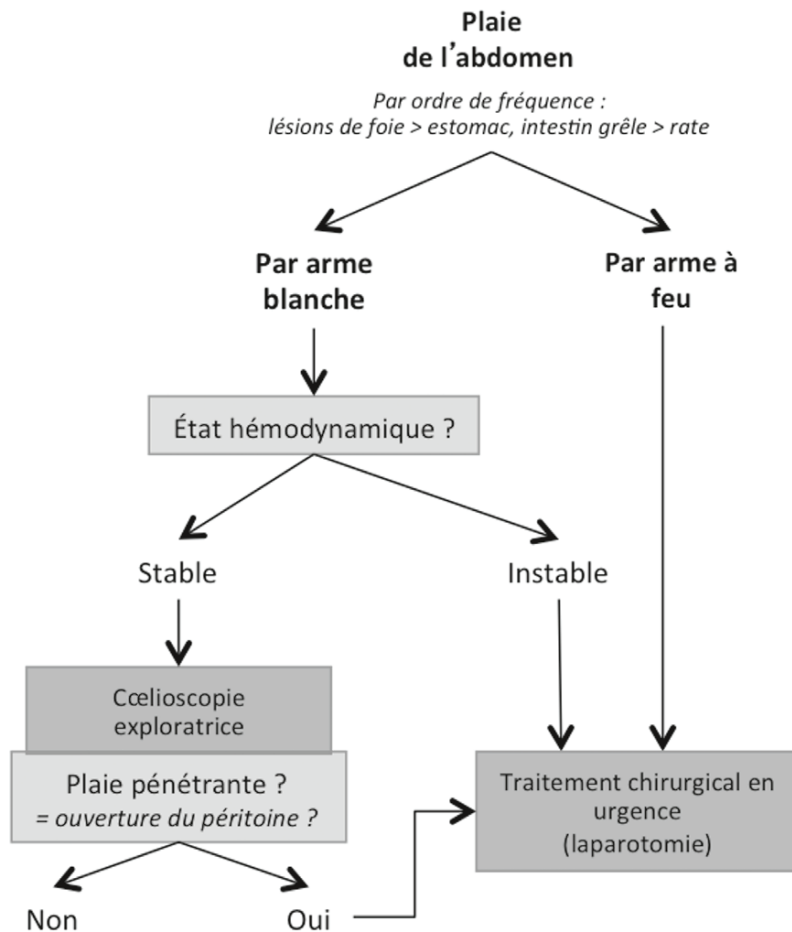 Plaie
de l'abdomen
Par ordre de fréquence :
lésions de foie > estomac, intestin grêle > rate
Par arme
blanche
Par arme à
feu
État hémodynamique ?
Stable
Instable
Cœlioscopie
exploratrice
Plaie pénétrante ?
= ouverture du péritoine ?
Traitement chirurgical en
urgence
(laparotomie)
Non
Oui